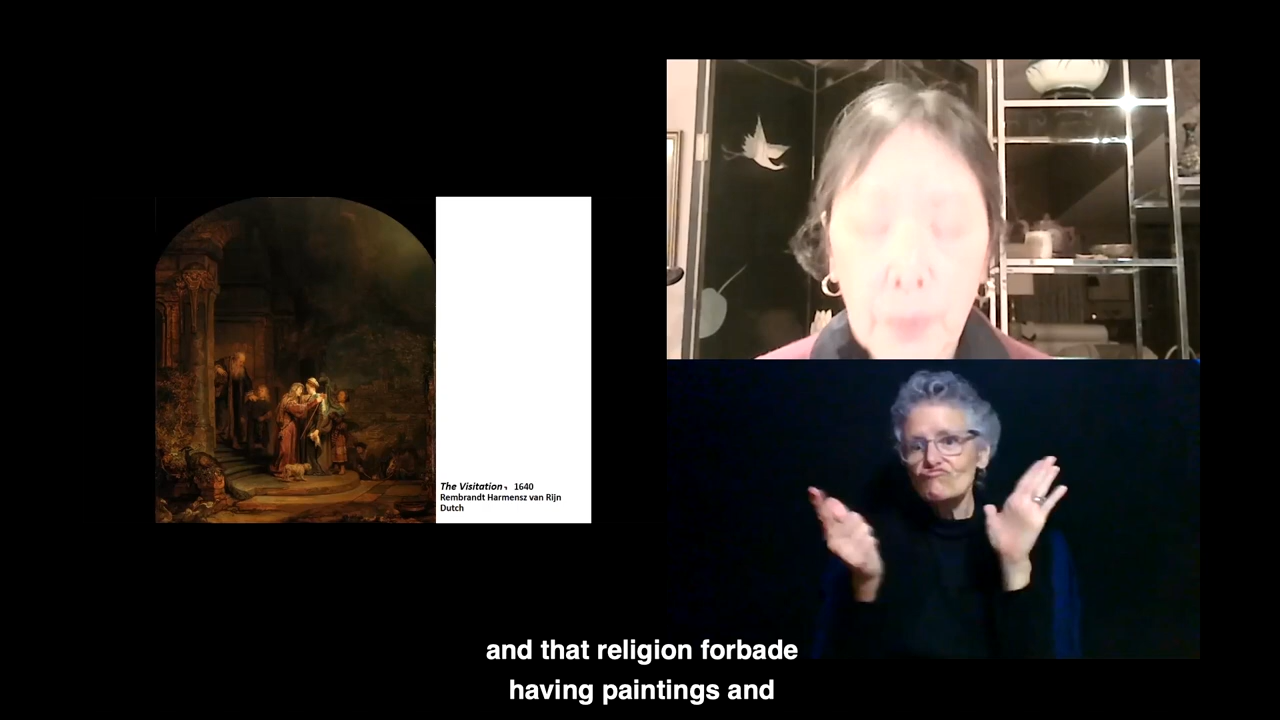 The Visitation, 1640
Rembrandt Harmensz van Rijn
Dutch
and that religion forbade
having paintings and